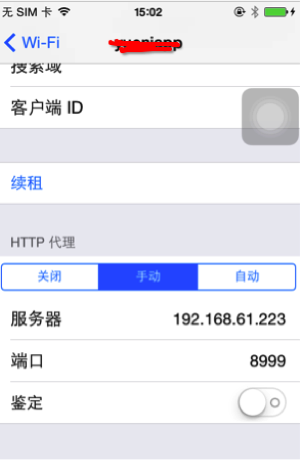 无 SIM 卡 15:02
Wi-Fi
搜索域
客户端 ID
续租
HTTP 代理
关闭 手动 自动
服务器 192.168.61.223
端口 8999
鉴定